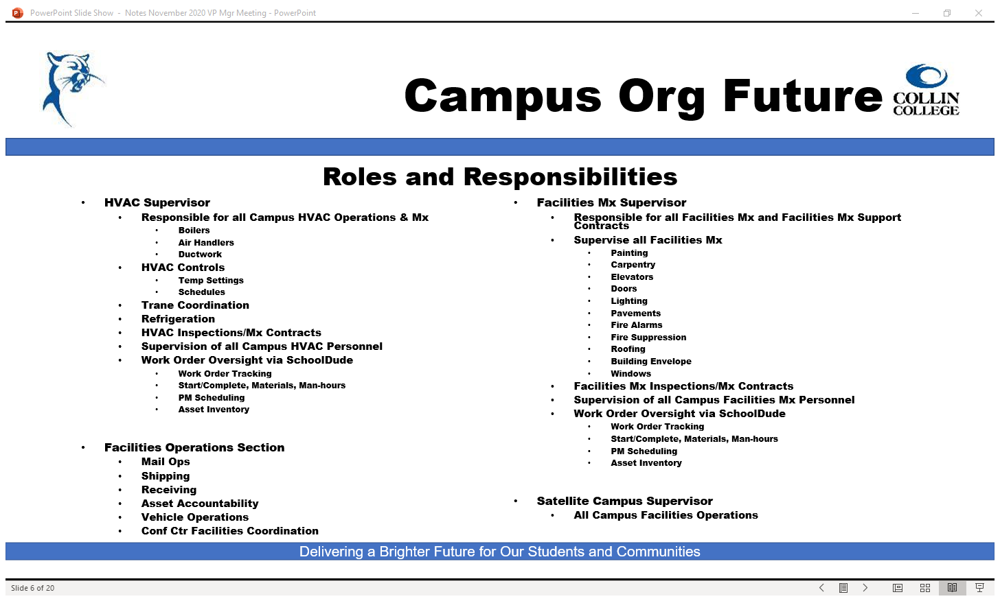 PowerPoint Slide Show - Notes November 2020 VP Mgr Meeting - PowerPoint
Campus Org Future
COLLIN
COLLEGE
Roles and Responsibilities
• HVAC Supervisor
• Responsible for all Campus HVAC Operations & Mx
• Boilers
• Air Handlers
• Ductwork
• HVAC Controls
• Temp Settings
• Schedules
• Trane Coordination
• Refrigeration
• HVAC Inspections/Mx Contracts
• Supervision of all Campus HVAC Personnel
• Work Order Oversight via SchoolDude
• Work Order Tracking
• Start/Complete, Materials, Man-hours
• PM Scheduling
• Asset Inventory
• Facilities Operations Section
• Mail Ops
• Shipping
• Receiving
• Asset Accountability
• Vehicle Operations
• Conf Ctr Facilities Coordination
• Facilities Mx Supervisor
• Responsible for all Facilities Mx and Facilities Mx Support
Contracts
• Supervise all Facilities Mx
• Painting
• Carpentry
• Elevators
• Doors
• Lighting
• Pavements
• Fire Alarms
• Fire Suppression
• Roofing
• Building Envelope
• Windows
• Facilities Mx Inspections/Mx Contracts
• Supervision of all Campus Facilities Mx Personnel
• Work Order Oversight via SchoolDude
• Work Order Tracking
• Start/Complete, Materials, Man-hours
• PM Scheduling
• Asset Inventory
• Satellite Campus Supervisor
• All Campus Facilities Operations
Delivering a Brighter Future for Our Students and Communities
Slide 6 of 20